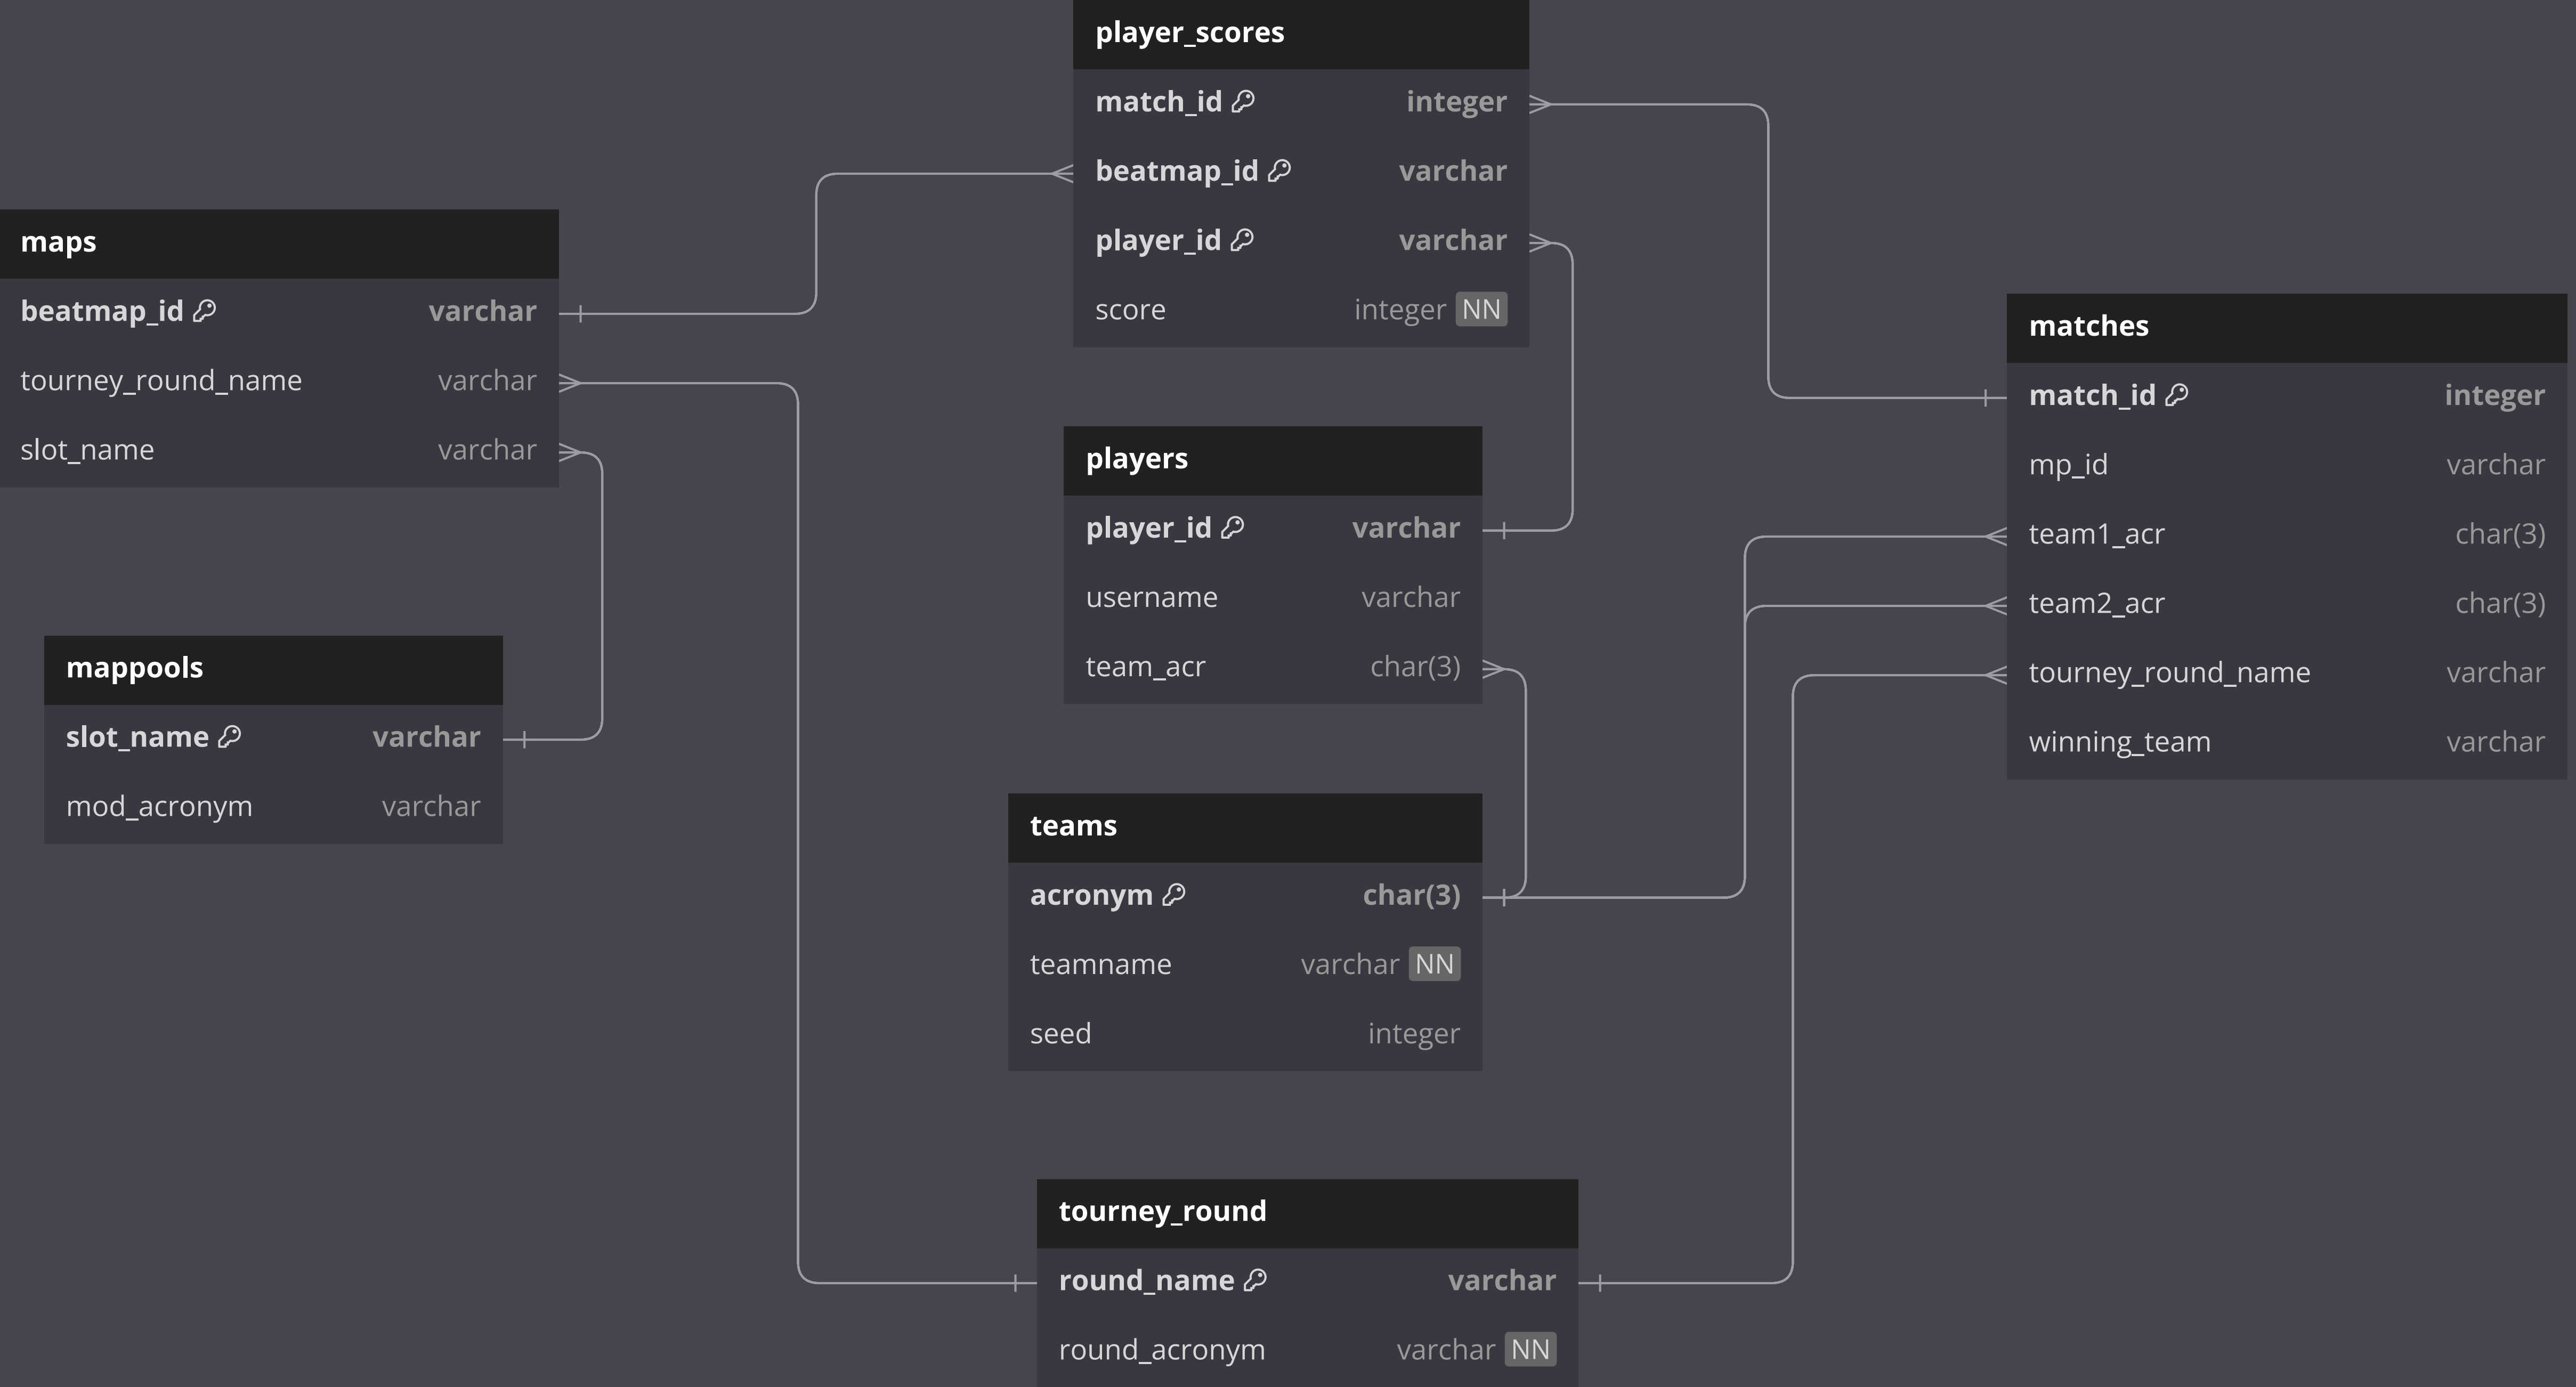 player_scores
match_id integer
beatmap_id varchar
player_id varchar
score integer NN
maps
beatmap_id varchar
tourney_round_name varchar
slot_name varchar
matches
match_id integer
mp_id varchar
team1_acr char(3)
team2_acr char(3)
tourney_round_name varchar
winning_team varchar
players
player_id varchar
username varchar
team_acr char(3)
mappools
slot_name varchar
mod_acronym varchar
teams
acronym char(3)
teamname varchar NN
seed integer
tourney_round
round_name varchar
round_acronym varchar NN